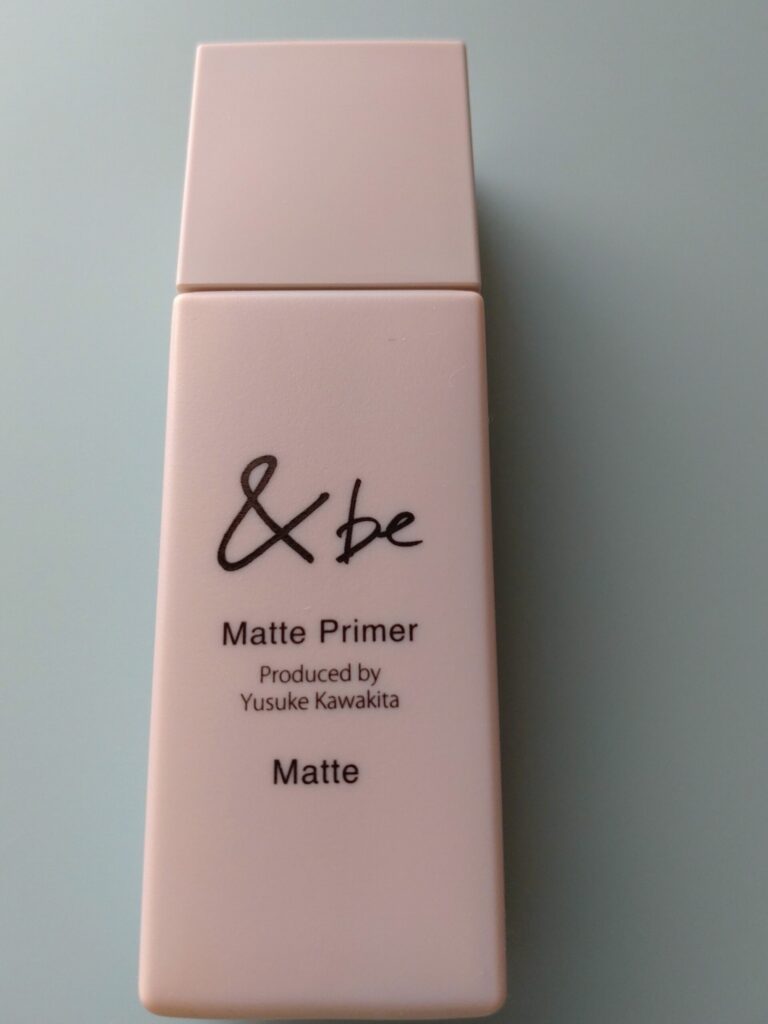 & be
Matte Primer
Produced by
Yusuke Kawakita
Matte